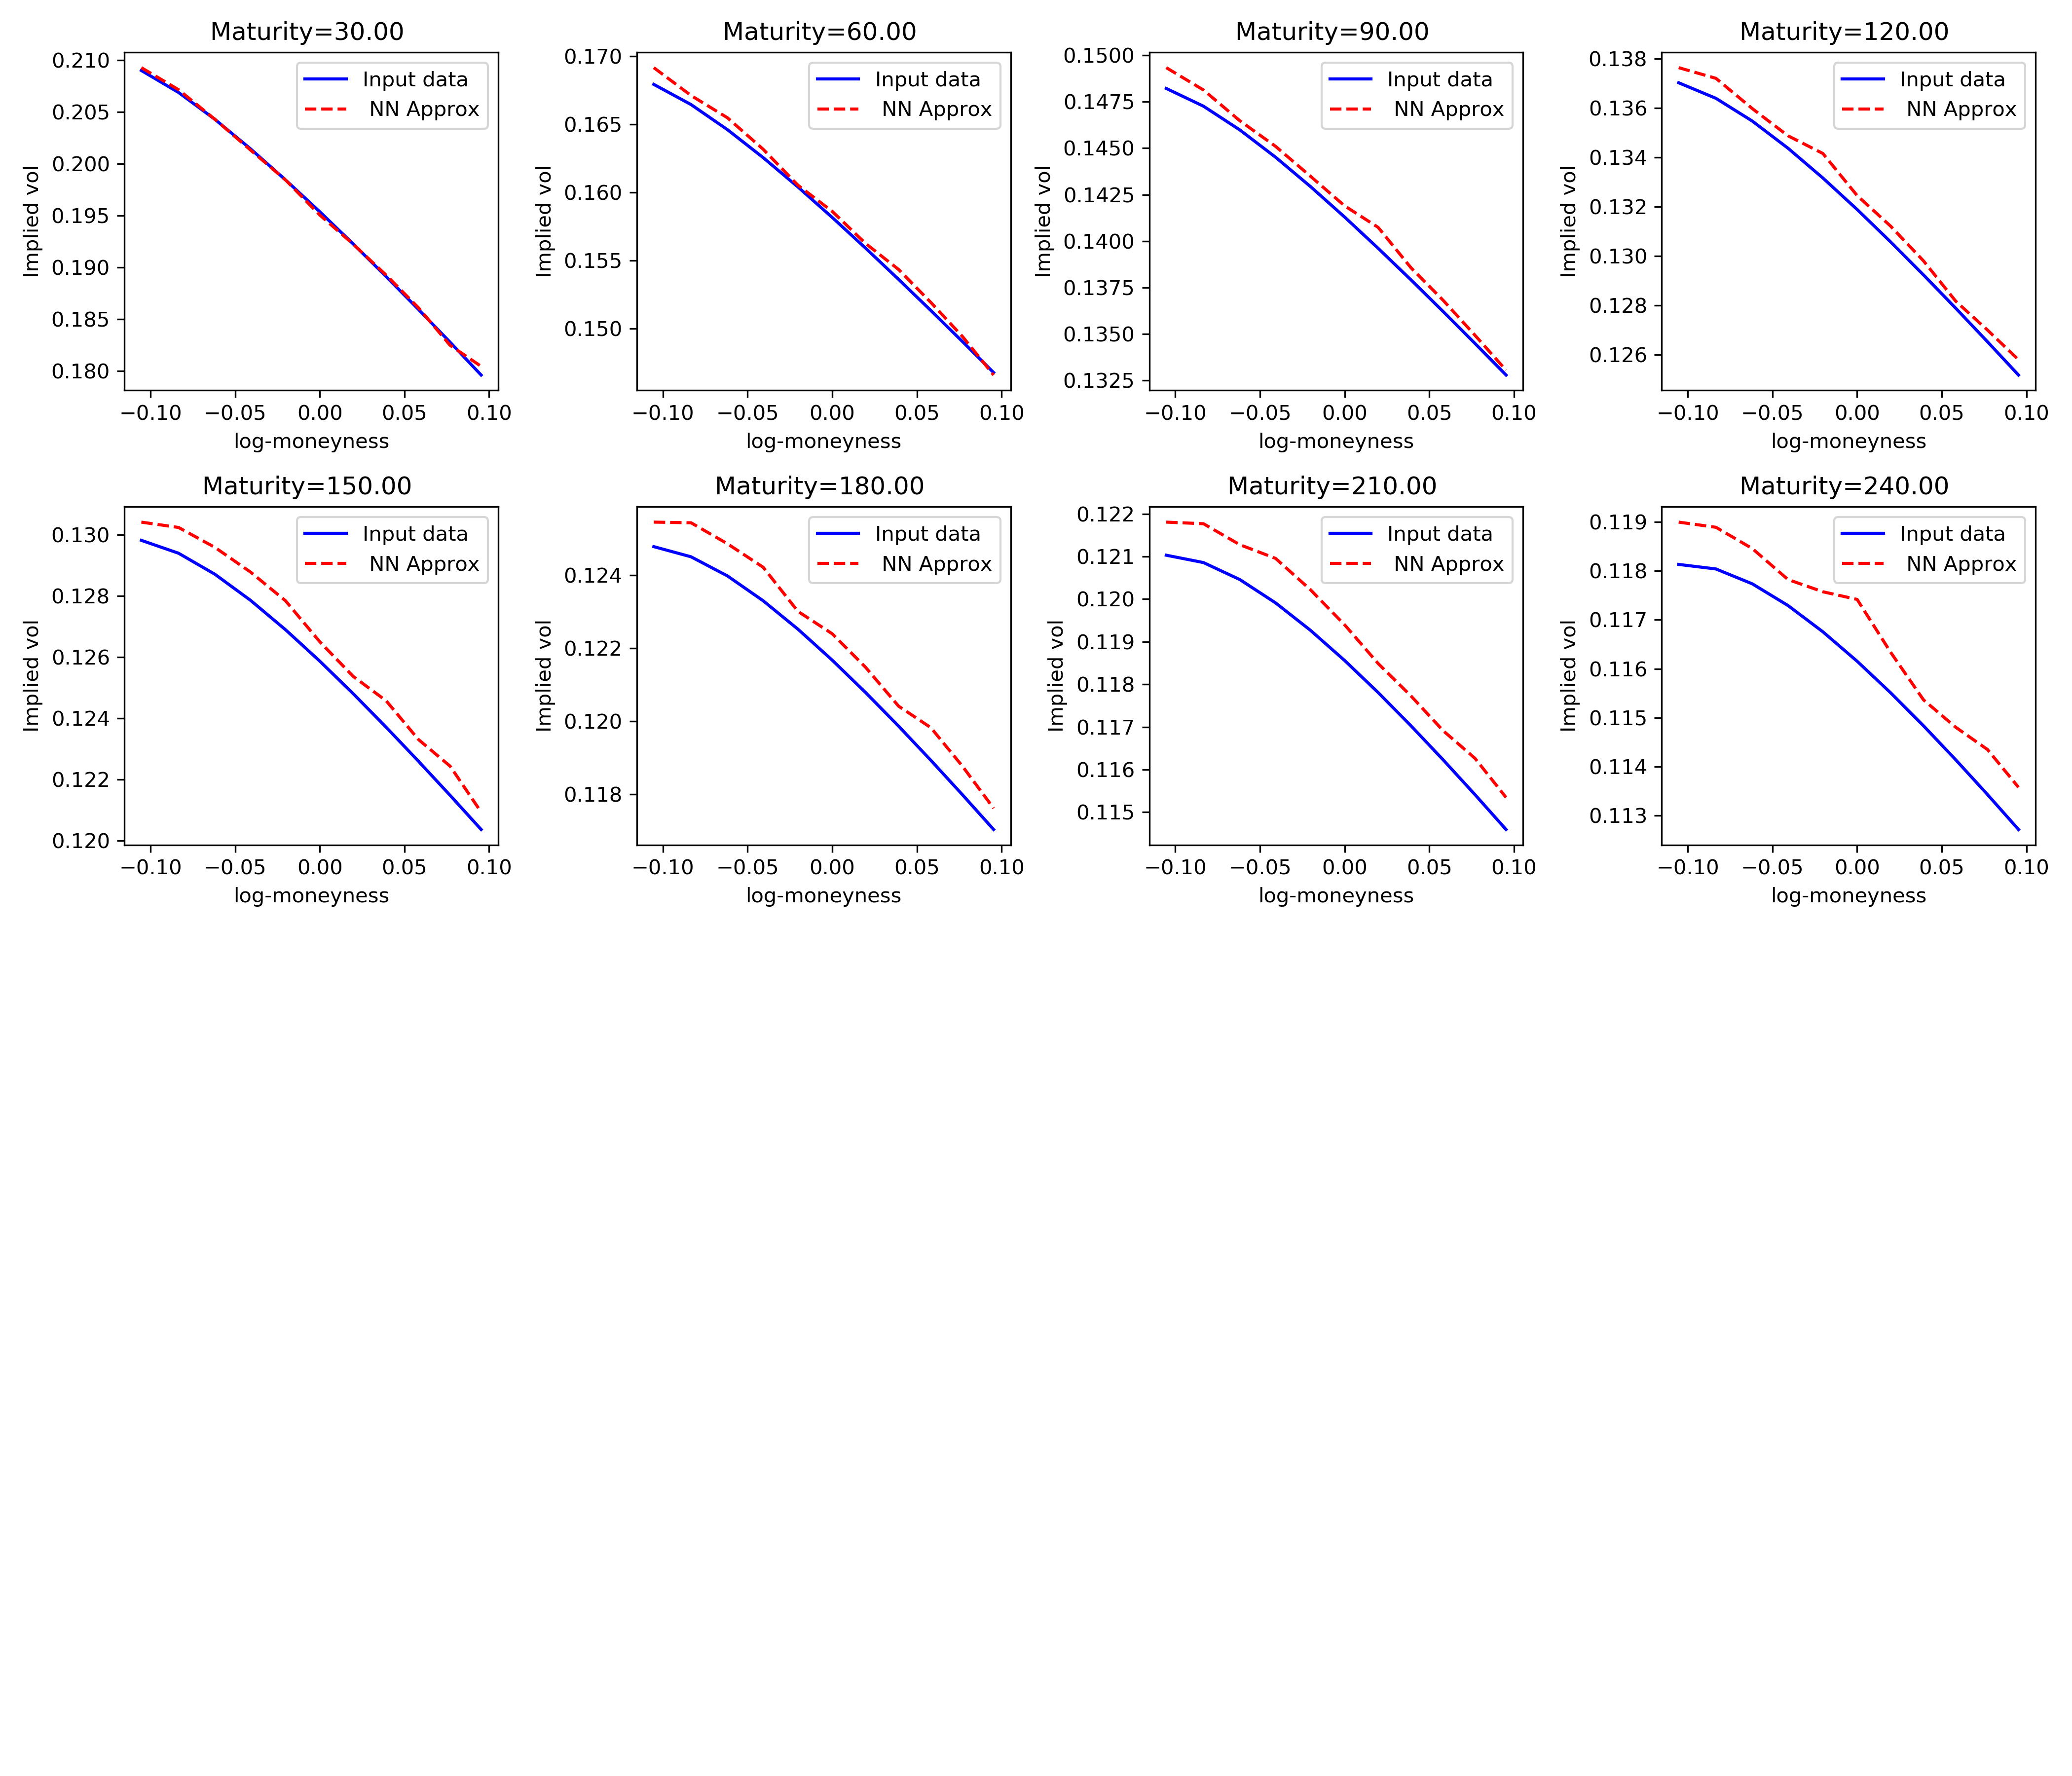 Maturity=30.00
0.210
0.205
0.200
0.195
0.190
0.185
0.180
Implied vol
Input data
NN Approx
−0.10 −0.05 0.00 0.05 0.10
log-moneyness
Maturity=60.00
0.170
0.165
0.160
0.155
0.150
Implied vol
Input data
NN Approx
−0.10 −0.05 0.00 0.05 0.10
log-moneyness
Maturity=90.00
0.1500
0.1475
0.1450
0.1425
0.1400
0.1375
0.1350
0.1325
Implied vol
Input data
NN Approx
−0.10 −0.05 0.00 0.05 0.10
log-moneyness
Maturity=120.00
0.138
0.136
0.134
0.132
0.130
0.128
0.126
Implied vol
Input data
NN Approx
−0.10 −0.05 0.00 0.05 0.10
log-moneyness
Maturity=150.00
0.130
0.128
0.126
0.124
0.122
0.120
Implied vol
Input data
NN Approx
−0.10 −0.05 0.00 0.05 0.10
log-moneyness
Maturity=180.00
0.124
0.122
0.120
0.118
Implied vol
Input data
NN Approx
−0.10 −0.05 0.00 0.05 0.10
log-moneyness
Maturity=210.00
0.122
0.121
0.120
0.119
0.118
0.117
0.116
0.115
Implied vol
Input data
NN Approx
−0.10 −0.05 0.00 0.05 0.10
log-moneyness
Maturity=240.00
0.119
0.118
0.117
0.116
0.115
0.114
0.113
Implied vol
Input data
NN Approx
−0.10 −0.05 0.00 0.05 0.10
log-moneyness